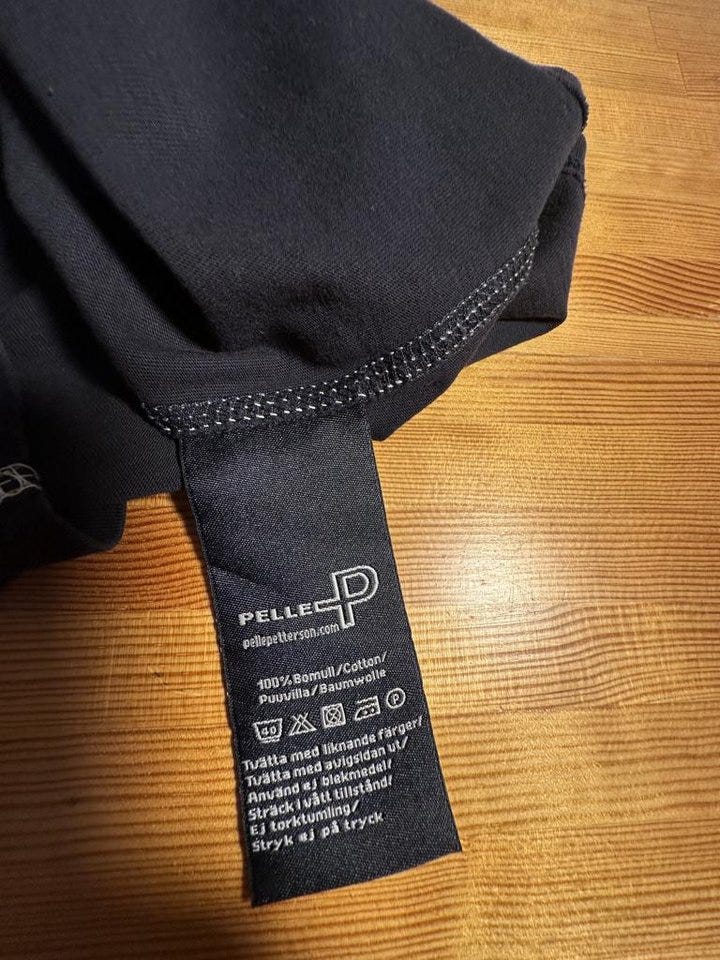 PELLE P
pellepetterson.com
100% Bomull/Cotton/
Puuvilla/Baumwolle
40 P
Tvätta med liknande färger/
Tvätta med avigsidan ut/
Använd ej blekmedel/
Sträck i vått tillstånd/
Ej torktumling/
Stryk ej på tryck